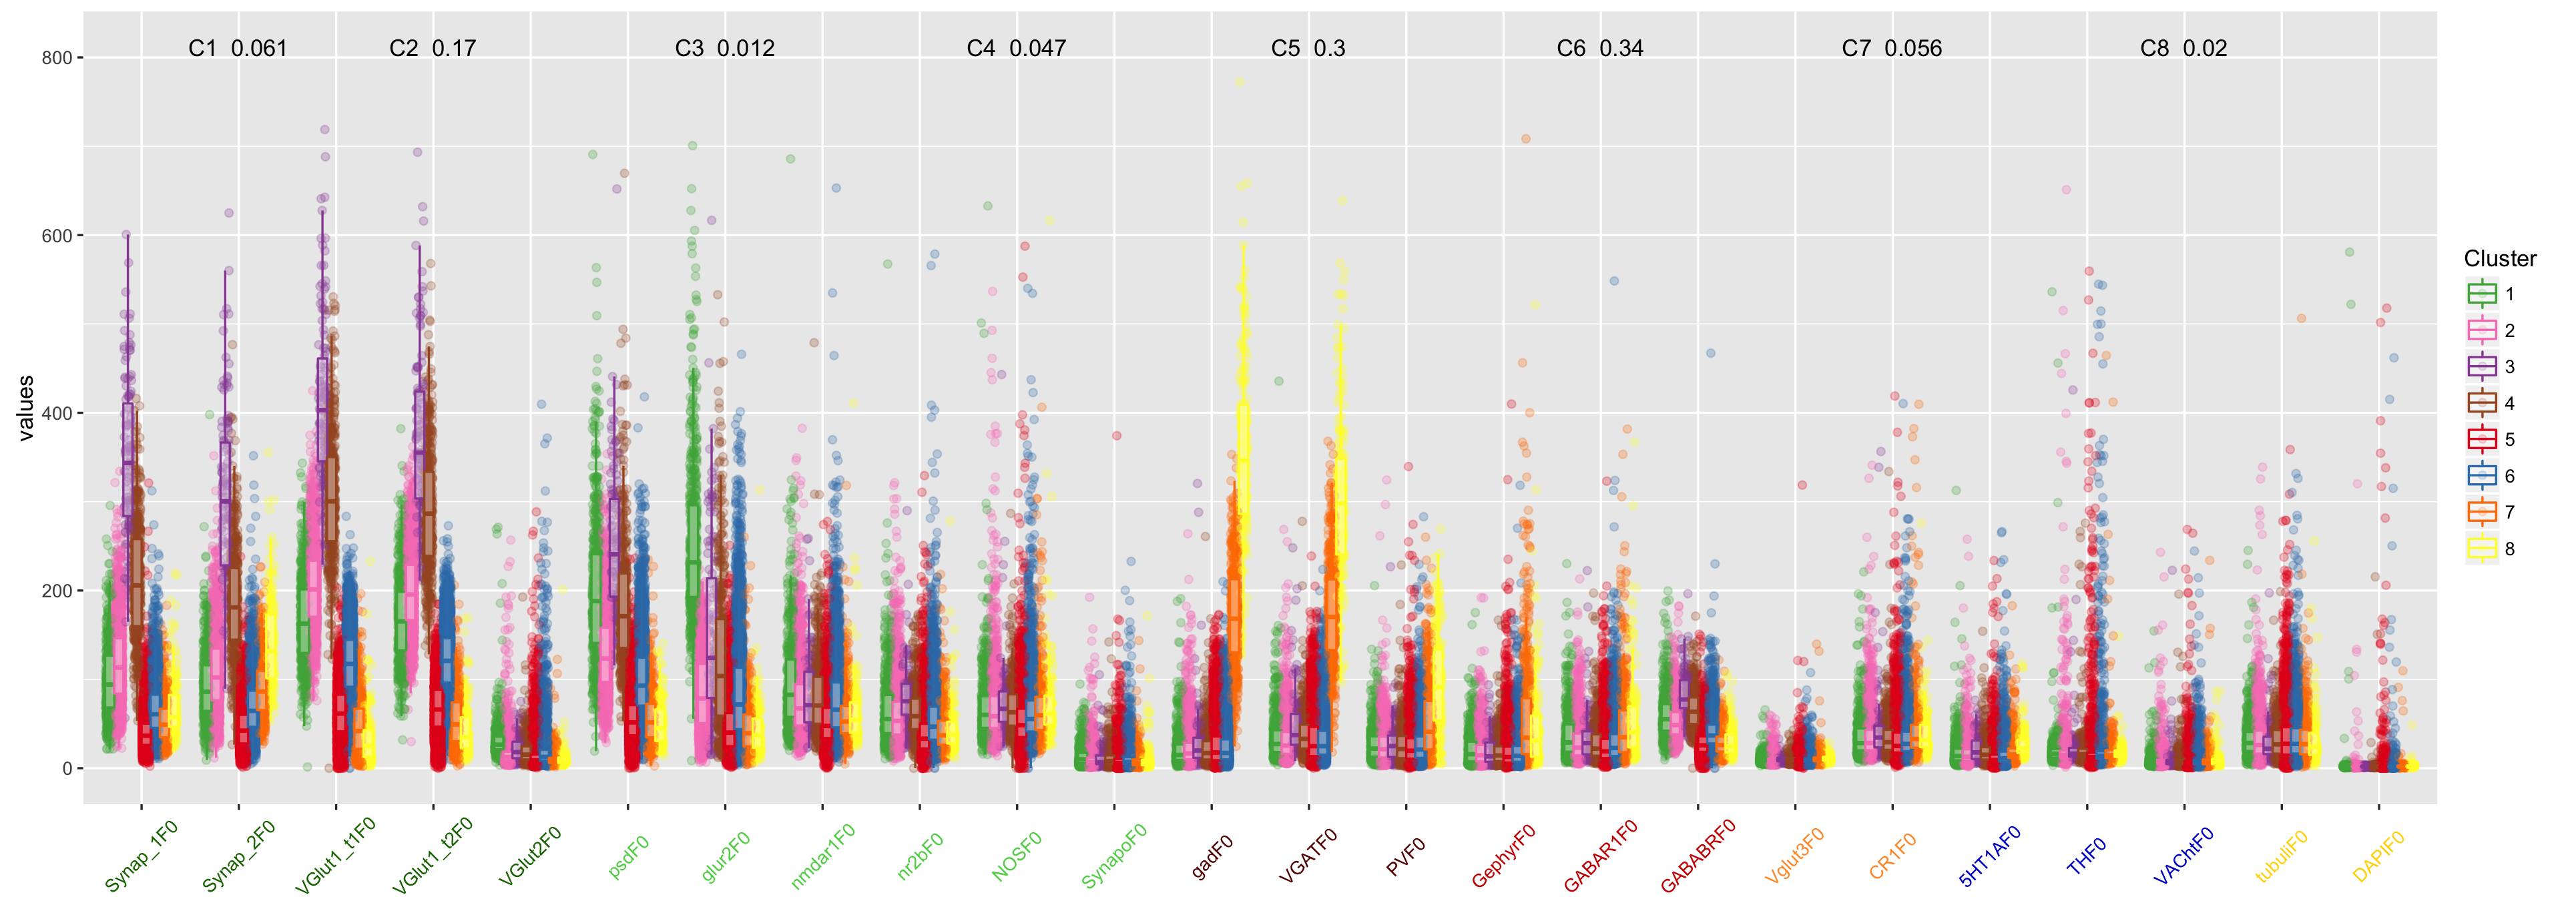 C1 0.061
C2 0.17
C3 0.012
C4 0.047
C5 0.3
C6 0.34
C7 0.056
C8 0.02
800
600
400
200
0
values
Synap_1F0
Synap_2F0
VGlut1_t1F0
VGlut1_t2F0
VGlut2F0
psdF0
glur2F0
nmdar1F0
nr2bF0
NOSF0
SynapoF0
gadF0
VGATF0
PVF0
GephyrF0
GABAR1F0
GABABRF0
Vglut3F0
CR1F0
5HT1AF0
THF0
VAChtF0
tubuliF0
DAPIF0
Cluster
1
2
3
4
5
6
7
8